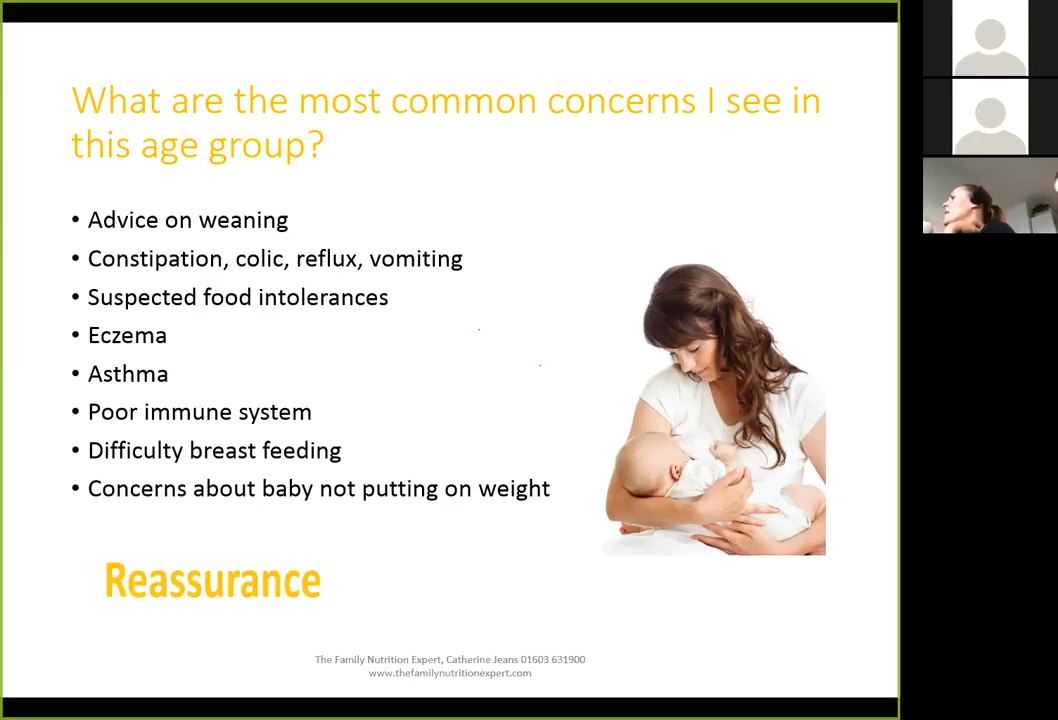 What are the most common concerns I see in
this age group?
• Advice on weaning
• Constipation, colic, reflux, vomiting
• Suspected food intolerances
• Eczema
• Asthma
• Poor immune system
• Difficulty breast feeding
• Concerns about baby not putting on weight
Reassurance
The Family Nutrition Expert, Catherine Jeans 01603 631900
www.thefamilynutritionexpert.com